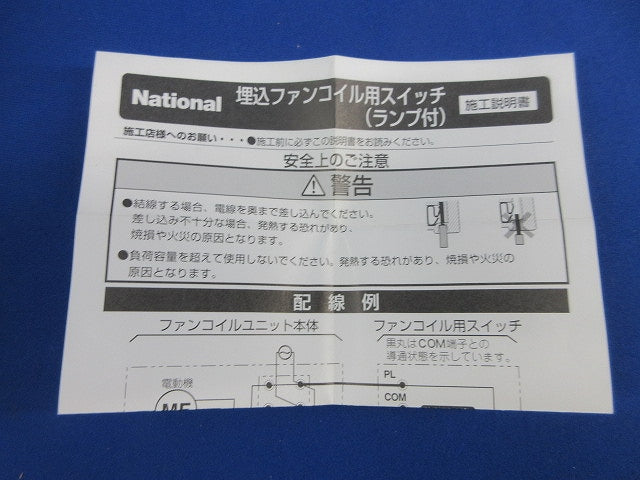 National 埋込ファンコイル用スイッチ
(ランプ付) 施工説明書
施工店様へのお願い・・・●施工前に必ずこの説明書をお読みください。
安全上のご注意
警告
●結線する場合、電線を奥まで差し込んでください。
差し込み不十分な場合、発熱する恐れがあり、
焼損や火災の原因となります。
●負荷容量を超えて使用しないでください。発熱する恐れがあり、焼損や火災の
原因となります。
配線例
ファンコイルユニット本体
ファンコイル用スイッチ
黒丸はCOM端子との
導通状態を示しています。
電動機
MF
PL
COM